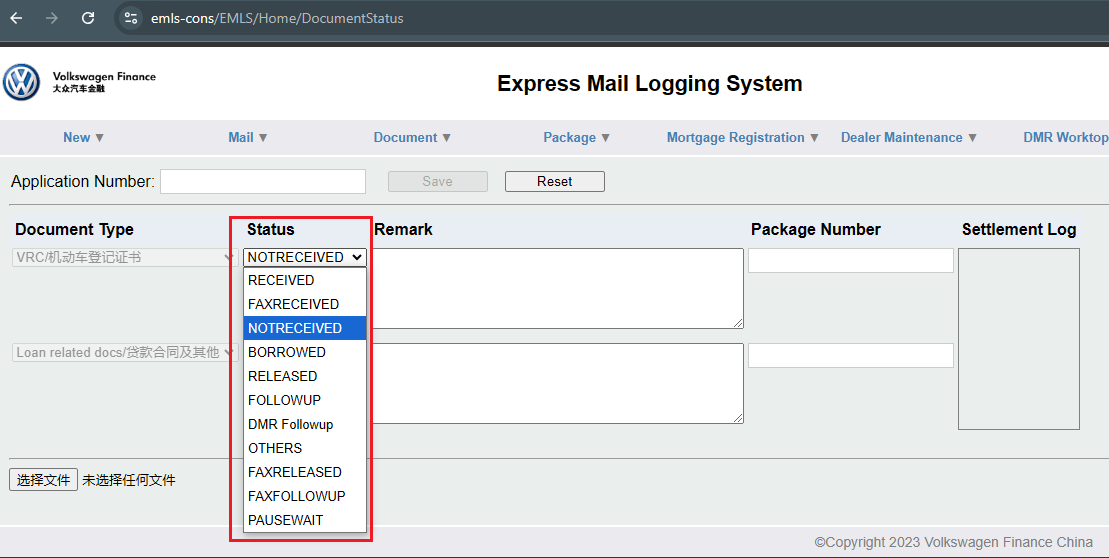 emls-cons/EMLS/Home/DocumentStatus
Volkswagen Finance
大众汽车金融
Express Mail Logging System
New ▼ Mail ▼ Document ▼ Package ▼ Mortgage Registration ▼ Dealer Maintenance ▼ DMR Worktop
Application Number: Save Reset
Document Type Status Remark Package Number Settlement Log
VRC/机动车登记证书 NOTRECEIVED
RECEIVED
FAXRECEIVED
NOTRECEIVED
BORROWED
Loan related docs/贷款合同及其他
RELEASED
FOLLOWUP
DMR Followup
OTHERS
FAXRELEASED
选择文件 未选择任何文件
FAXFOLLOWUP
PAUSEWAIT
©Copyright 2023 Volkswagen Finance China